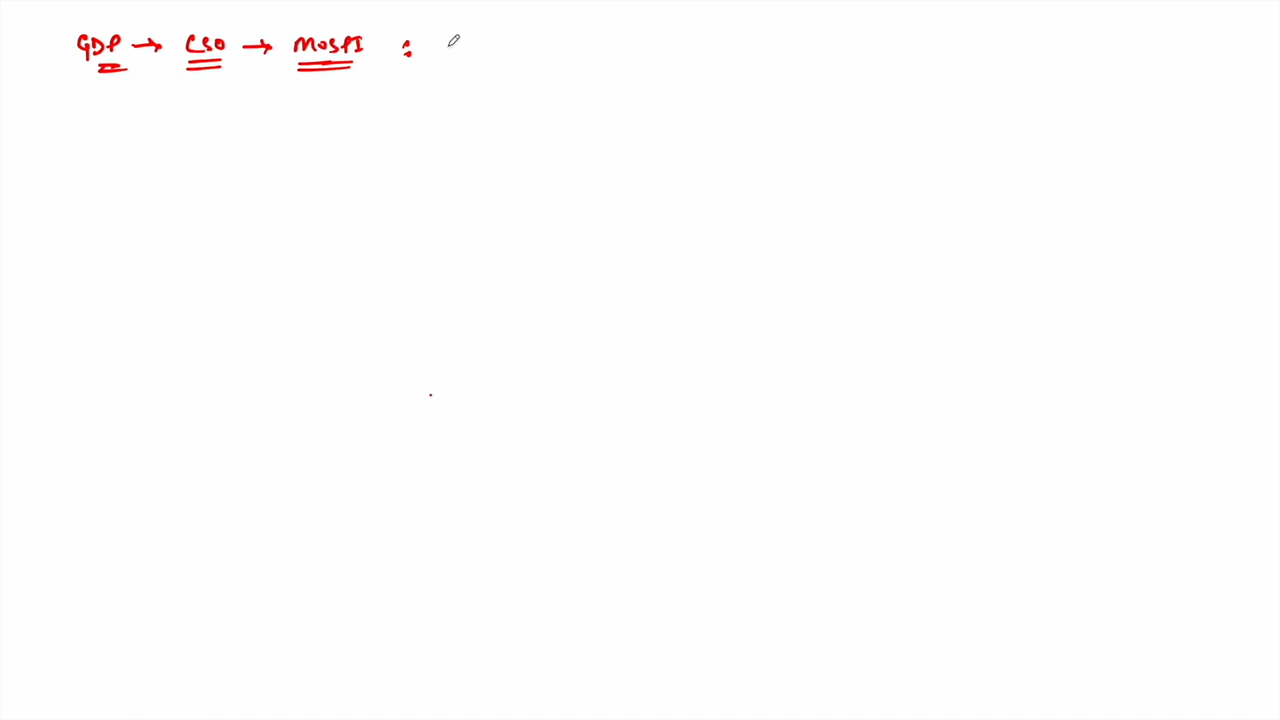 GDP → CSO → MOSPI :